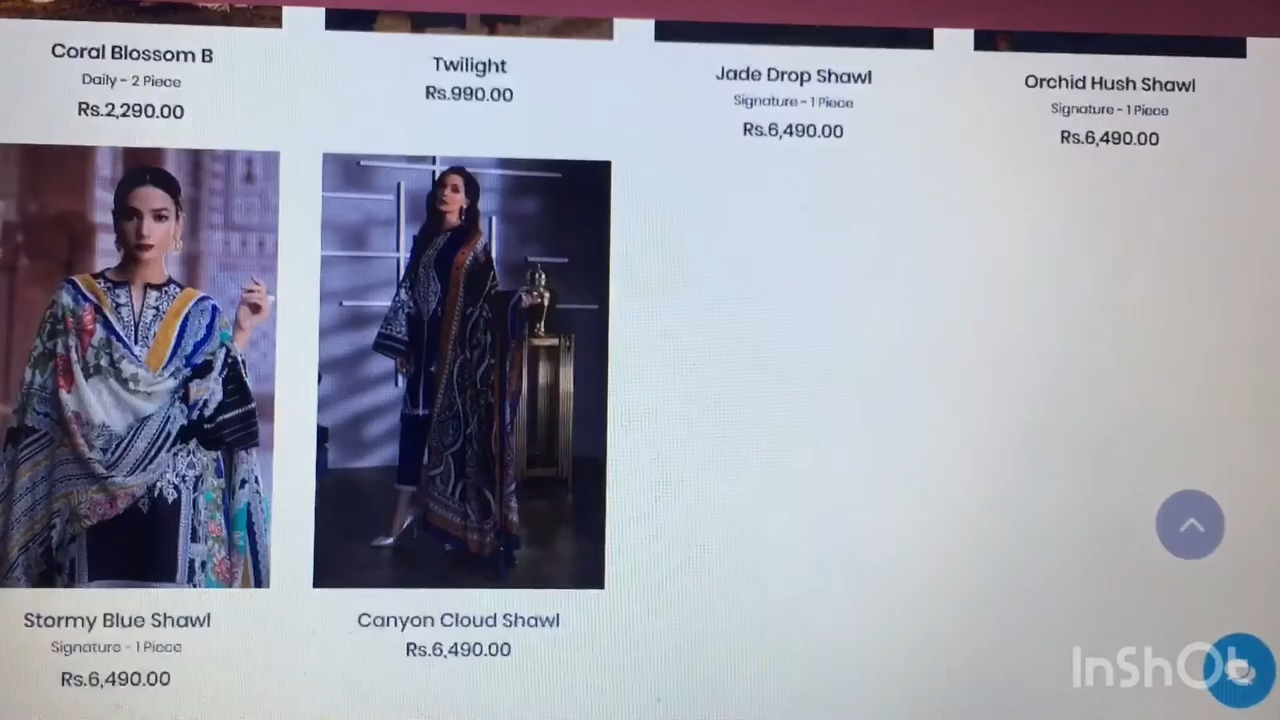 Coral Blossom B
Daily - 2 Piece
Rs.2,290.00
Twilight
Rs.990.00
Jade Drop Shawl
Signature - 1 Piece
Rs.6,490.00
Orchid Hush Shawl
Signature - 1 Piece
Rs.6,490.00
Stormy Blue Shawl
Signature - 1 Piece
Rs.6,490.00
Canyon Cloud Shawl
Rs.6,490.00
InShOt